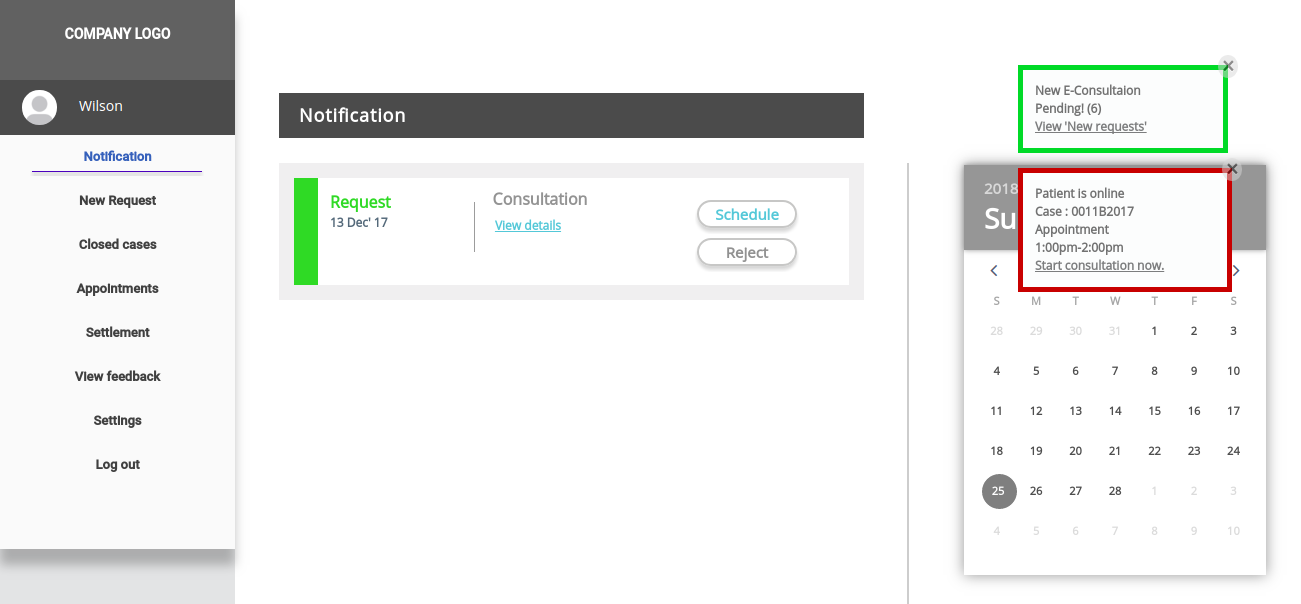 COMPANY LOGO
Wilson
Notification
New Request
Closed cases
Appointments
Settlement
View feedback
Settings
Log out
Notification
Request
13 Dec' 17
Consultation
View details
Schedule
Reject
New E-Consultaion
Pending! (6)
View 'New requests'
2018
Su
Patient is online
Case : 0011B2017
Appointment
1:00pm-2:00pm
Start consultation now.
S M T W T F S
28 29 30 31 1 2 3
4 5 6 7 8 9 10
11 12 13 14 15 16 17
18 19 20 21 22 23 24
25 26 27 28 1 2 3
4 5 6 7 8 9 10